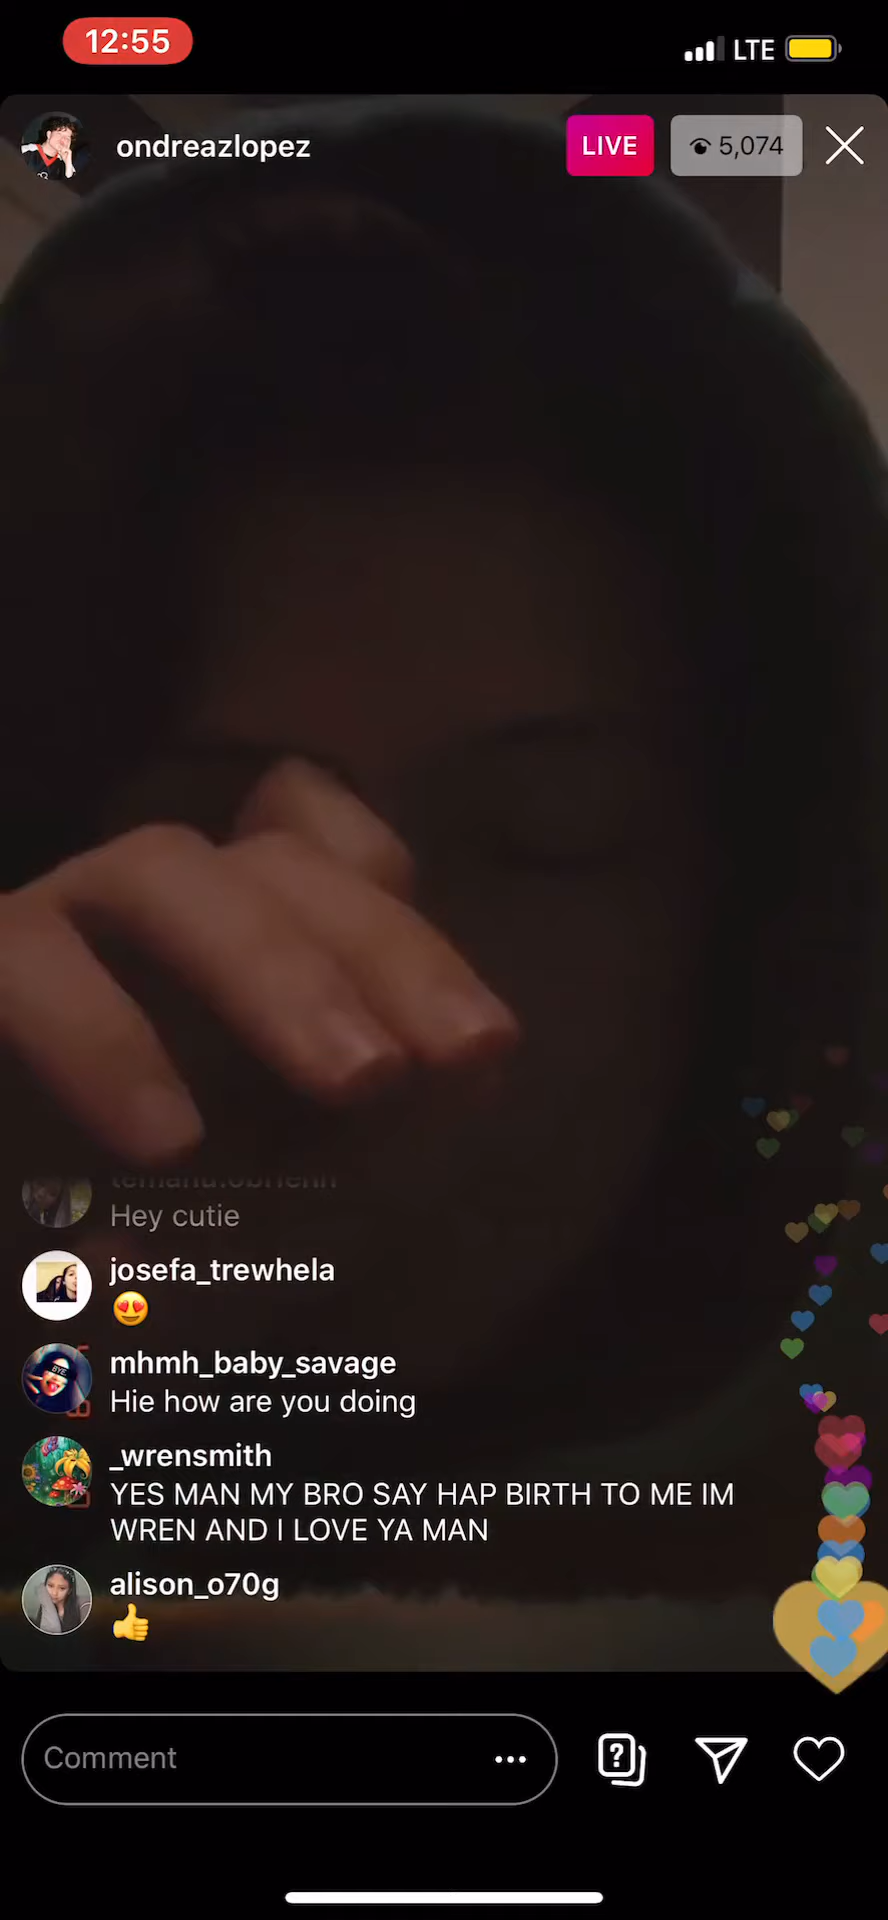 12:55
LTE
ondreazlopez
LIVE
5,074
Hey cutie
josefa_trewhela
😍
mhmh_baby_savage
Hie how are you doing
_wrensmith
YES MAN MY BRO SAY HAP BIRTH TO ME IM
WREN AND I LOVE YA MAN
alison_o70g
👍
Comment